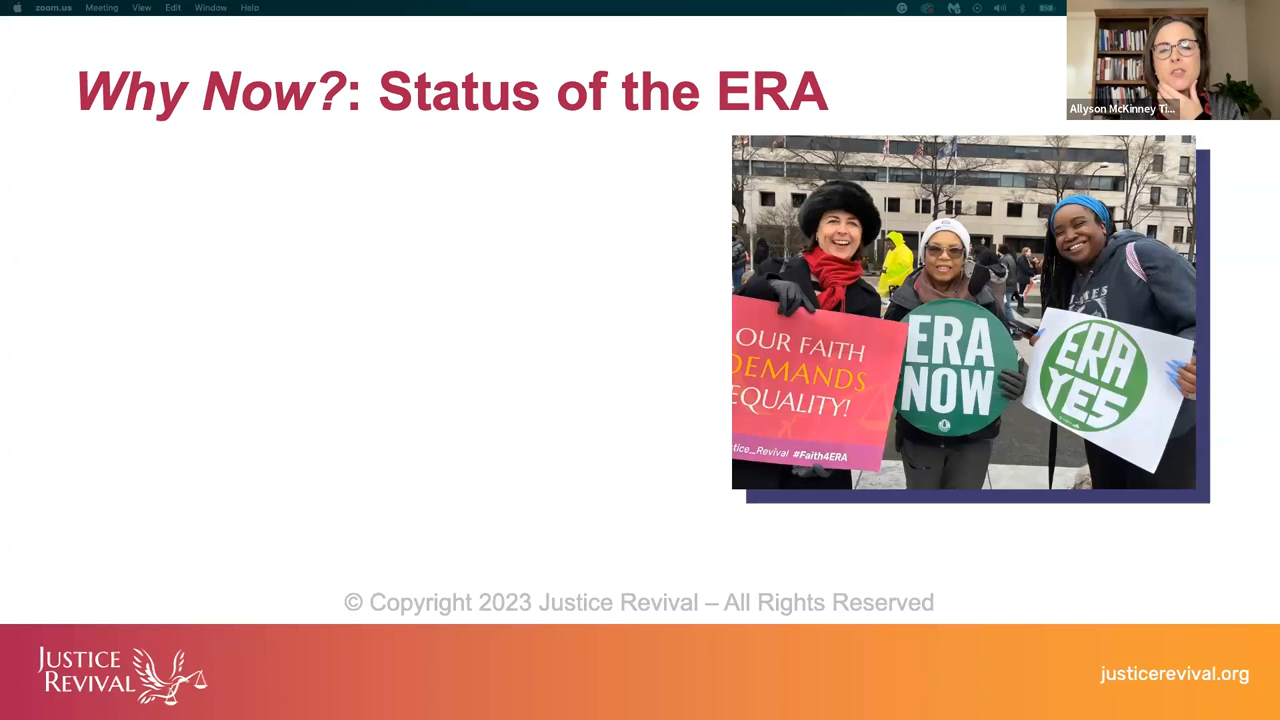 zoom.us Meeting View Edit Window Help
Why Now?: Status of the ERA
Allyson McKinney Ti...
OUR FAITH
DEMANDS
EQUALITY!
tice_Revival #Faith4ERA
ERA
NOW
ERA
YES
© Copyright 2023 Justice Revival – All Rights Reserved
JUSTICE
REVIVAL
justicerevival.org